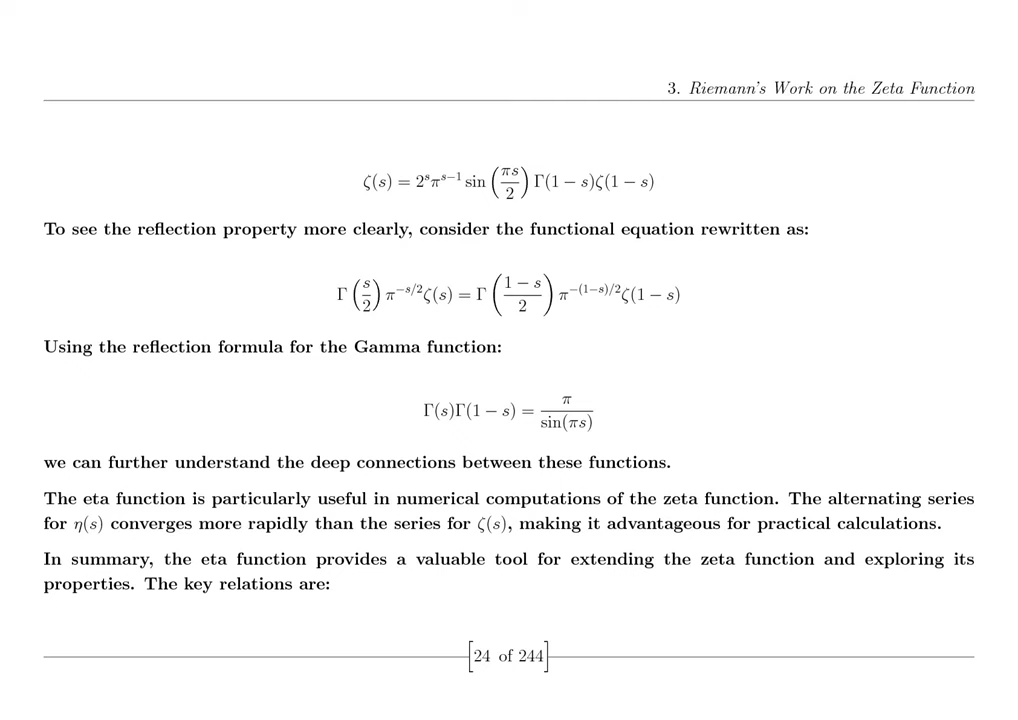 3. Riemann's Work on the Zeta Function
ζ(s) = 2^s π^{s−1} sin(πs/2) Γ(1 − s)ζ(1 − s)
To see the reflection property more clearly, consider the functional equation rewritten as:
Γ(s/2) π^{−s/2} ζ(s) = Γ((1 − s)/2) π^{−(1−s)/2} ζ(1 − s)
Using the reflection formula for the Gamma function:
Γ(s)Γ(1 − s) = π/sin(πs)
we can further understand the deep connections between these functions.
The eta function is particularly useful in numerical computations of the zeta function. The alternating series
for η(s) converges more rapidly than the series for ζ(s), making it advantageous for practical calculations.
In summary, the eta function provides a valuable tool for extending the zeta function and exploring its
properties. The key relations are:
[24 of 244]